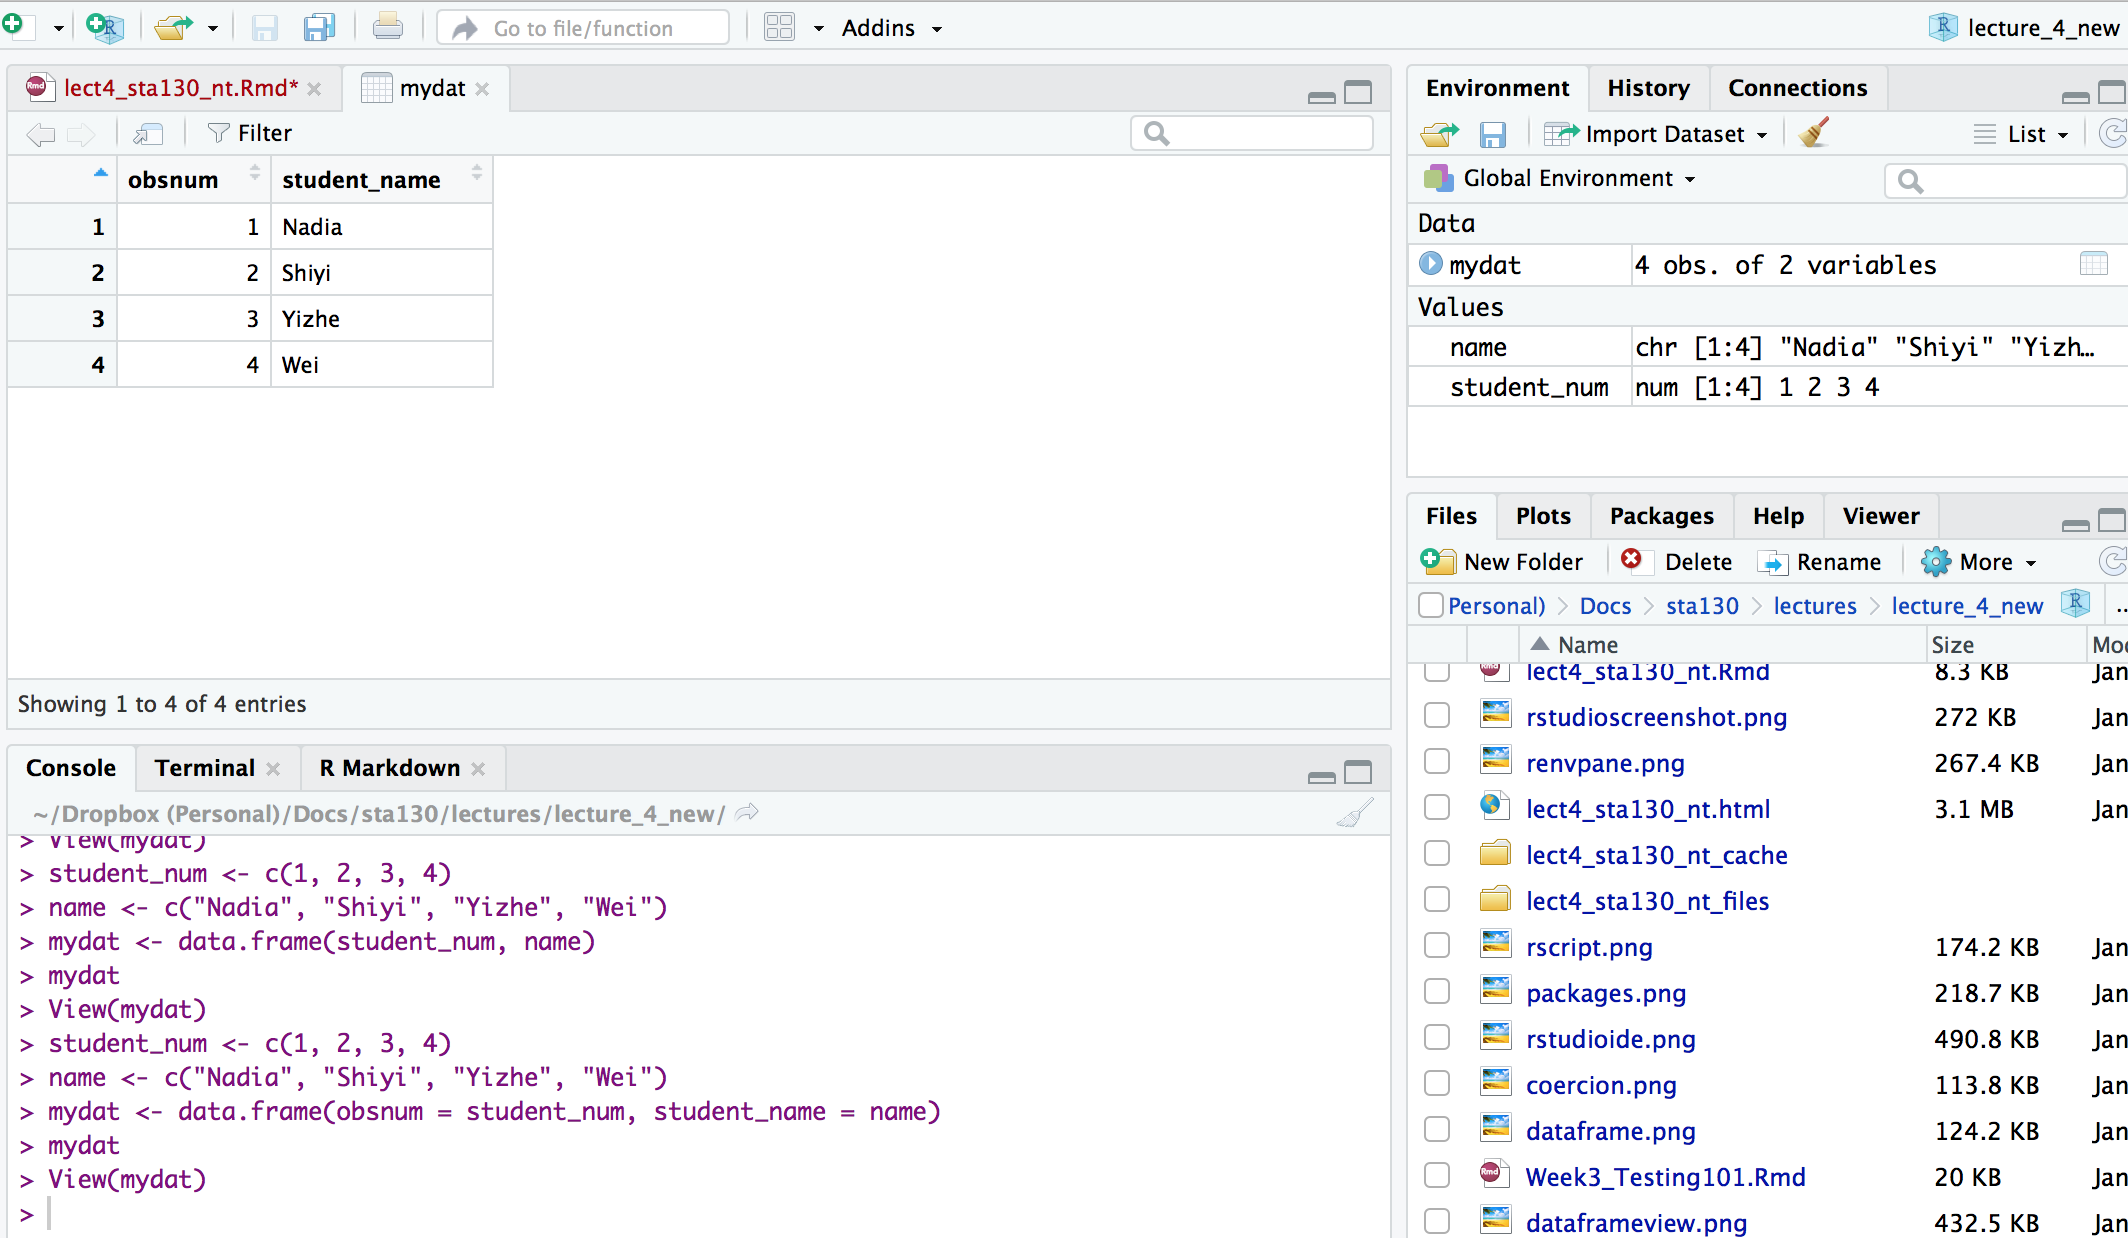 Go to file/function
Addins
lecture_4_new
lect4_sta130_nt.Rmd*
mydat
Filter
obsnum student_name
1 1 Nadia
2 2 Shiyi
3 3 Yizhe
4 4 Wei
Showing 1 to 4 of 4 entries
Console Terminal R Markdown
~/Dropbox (Personal)/Docs/sta130/lectures/lecture_4_new/
> View(mydat)
> student_num <- c(1, 2, 3, 4)
> name <- c("Nadia", "Shiyi", "Yizhe", "Wei")
> mydat <- data.frame(student_num, name)
> mydat
> View(mydat)
> student_num <- c(1, 2, 3, 4)
> name <- c("Nadia", "Shiyi", "Yizhe", "Wei")
> mydat <- data.frame(obsnum = student_num, student_name = name)
> mydat
> View(mydat)
>
Environment History Connections
Import Dataset List
Global Environment
Data
mydat 4 obs. of 2 variables
Values
name chr [1:4] "Nadia" "Shiyi" "Yizh…
student_num num [1:4] 1 2 3 4
Files Plots Packages Help Viewer
New Folder Delete Rename More
Personal) Docs sta130 lectures lecture_4_new R ..
Name Size Mo
lect4_sta130_nt.Rmd 8.3 KB Jan
rstudioscreenshot.png 272 KB Jan
renvpane.png 267.4 KB Jan
lect4_sta130_nt.html 3.1 MB Jan
lect4_sta130_nt_cache
lect4_sta130_nt_files
rscript.png 174.2 KB Jan
packages.png 218.7 KB Jan
rstudioide.png 490.8 KB Jan
coercion.png 113.8 KB Jan
dataframe.png 124.2 KB Jan
Week3_Testing101.Rmd 20 KB Jan
dataframeview.png 432.5 KB Jan